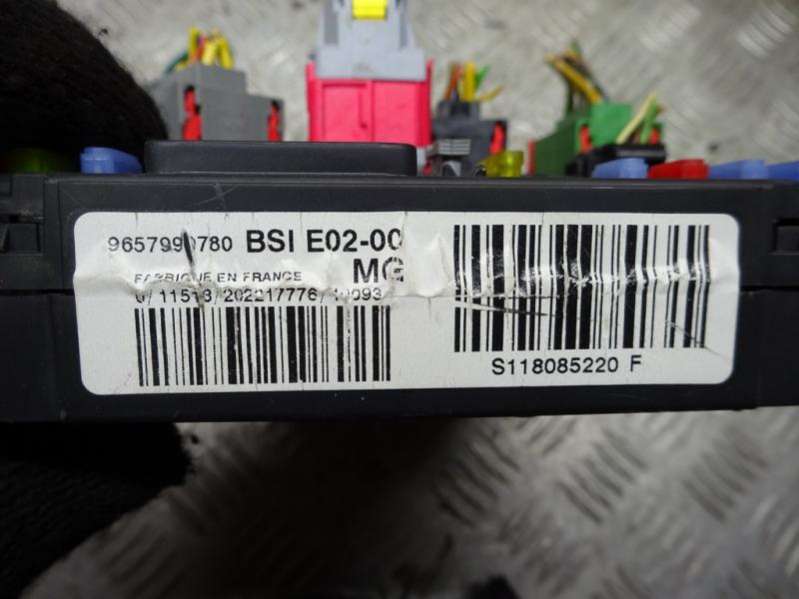 9657990780 BSI E02-00
MG
FABRIQUE EN FRANCE
S118085220 F